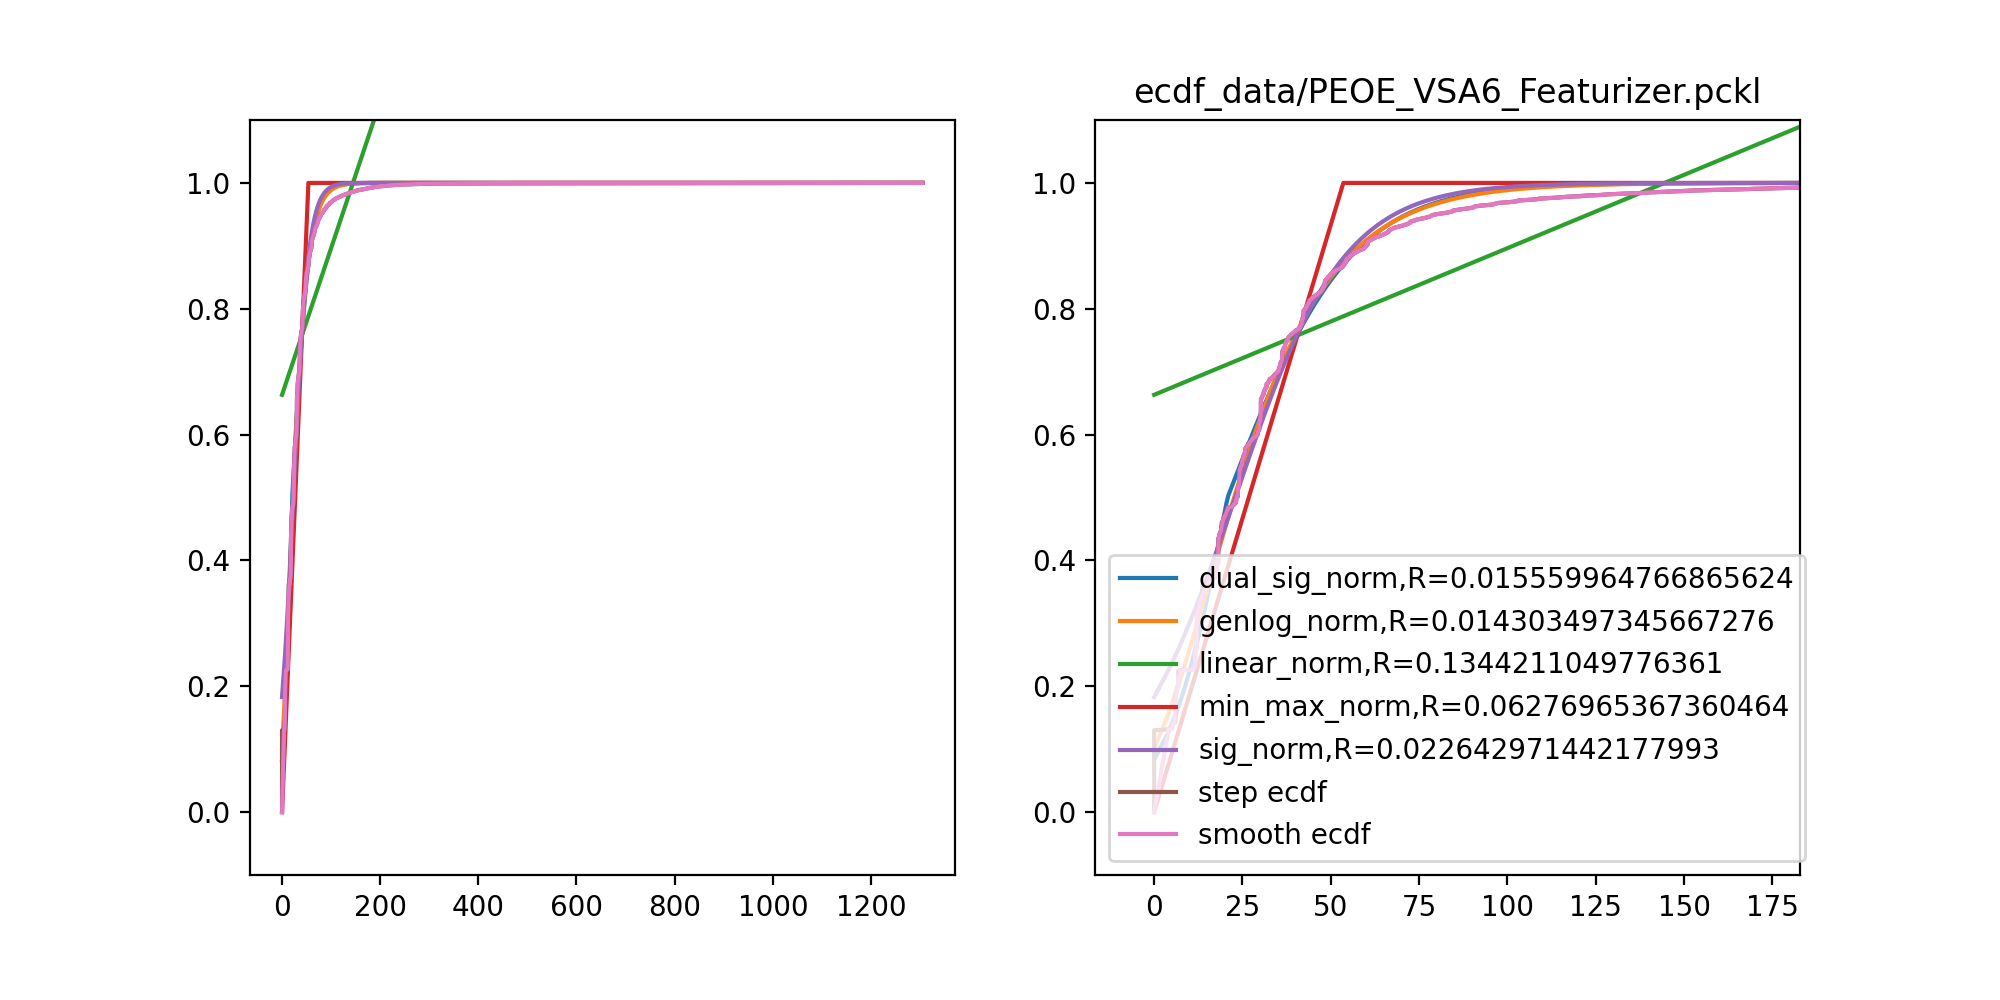 ecdf_data/PEOE_VSA6_Featurizer.pckl
1.0
0.8
0.6
0.4
0.2
0.0
0 200 400 600 800 1000 1200
1.0
0.8
0.6
0.4
0.2
0.0
dual_sig_norm,R=0.015559964766865624
genlog_norm,R=0.014303497345667276
linear_norm,R=0.1344211049776361
min_max_norm,R=0.06276965367360464
sig_norm,R=0.022642971442177993
step ecdf
smooth ecdf
0 25 50 75 100 125 150 175